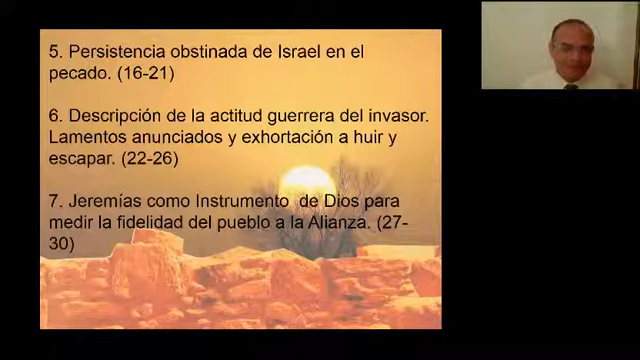 5. Persistencia obstinada de Israel en el
pecado. (16-21)
6. Descripción de la actitud guerrera del invasor.
Lamentos anunciados y exhortación a huir y
escapar. (22-26)
7. Jeremías como Instrumento de Dios para
medir la fidelidad del pueblo a la Alianza. (27-
30)